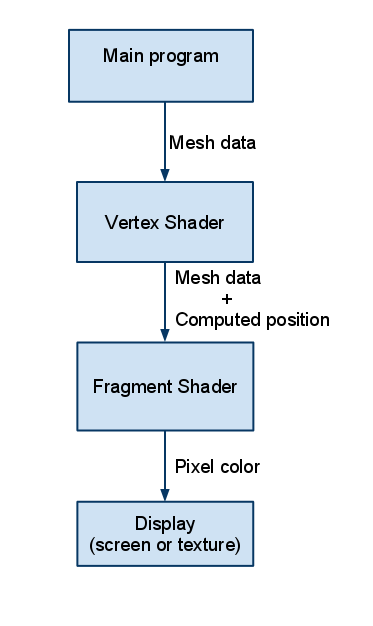 Main program
Mesh data
Vertex Shader
Mesh data
+
Computed position
Fragment Shader
Pixel color
Display
(screen or texture)